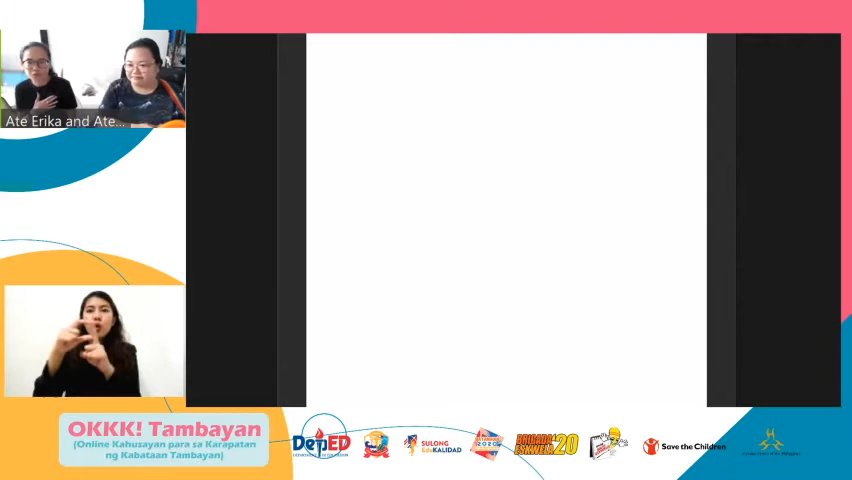 Ate Erika and Ate...
OKKK! Tambayan
(Online Kahusayan para sa Karapatan
ng Kabataan Tambayan)
DepED
SULONG
EduKALIDAD
2020
BRIGADA
ESKWELA
'20
Save the Children